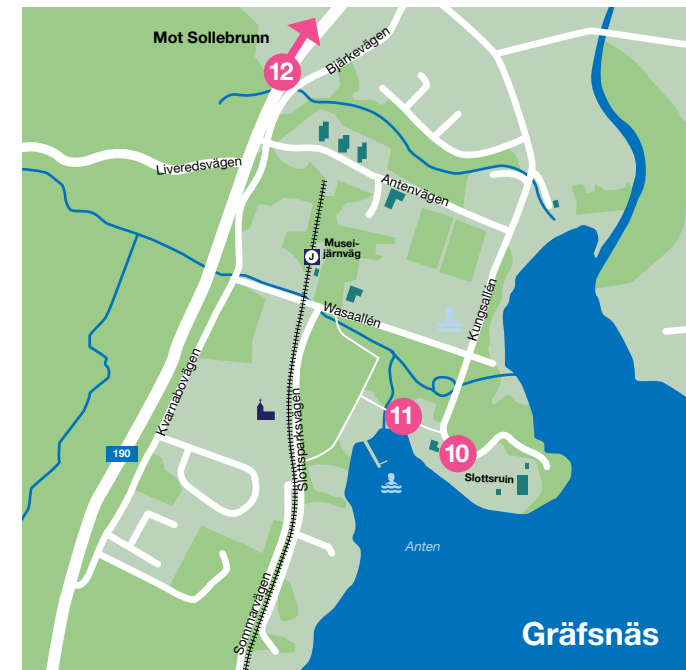 Mot Sollebrunn
12
Bjärkevägen
Liveredsvägen
Antenvägen
Musei-
järnväg
J
Wasaallén
Kungsallén
Kvarnabovägen
Slottsparksvägen
11
10
190
Slottsruin
Anten
Sommarvägen
Gräfsnäs